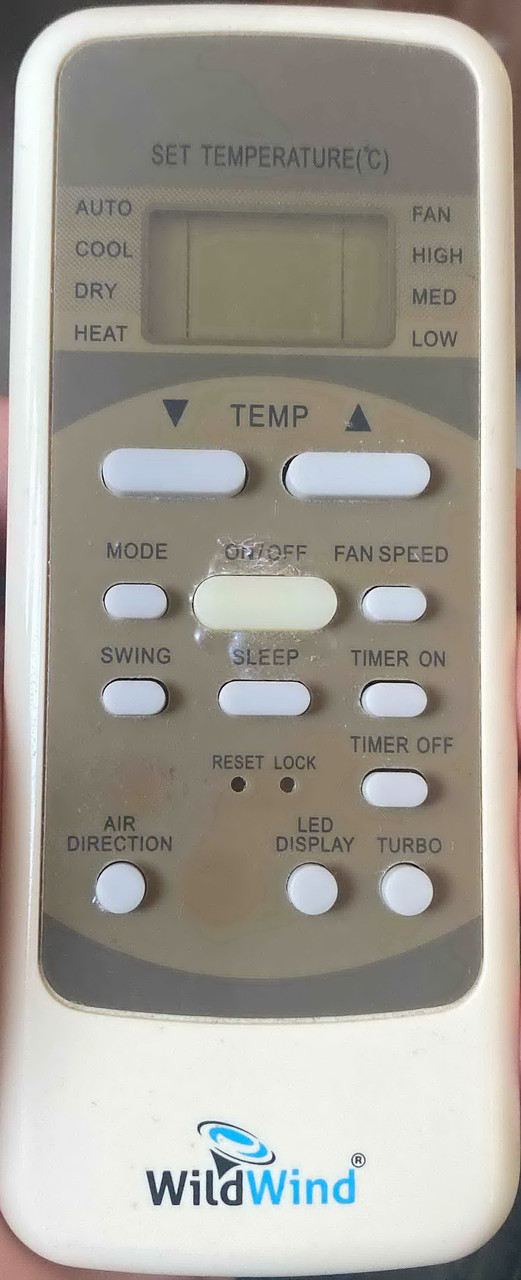 SET TEMPERATURE(°C)
AUTO
COOL
DRY
HEAT
FAN
HIGH
MED
LOW
▼ TEMP ▲
MODE ON/OFF FAN SPEED
SWING SLEEP TIMER ON
TIMER OFF
RESET LOCK
AIR
DIRECTION
LED
DISPLAY
TURBO
WildWind®